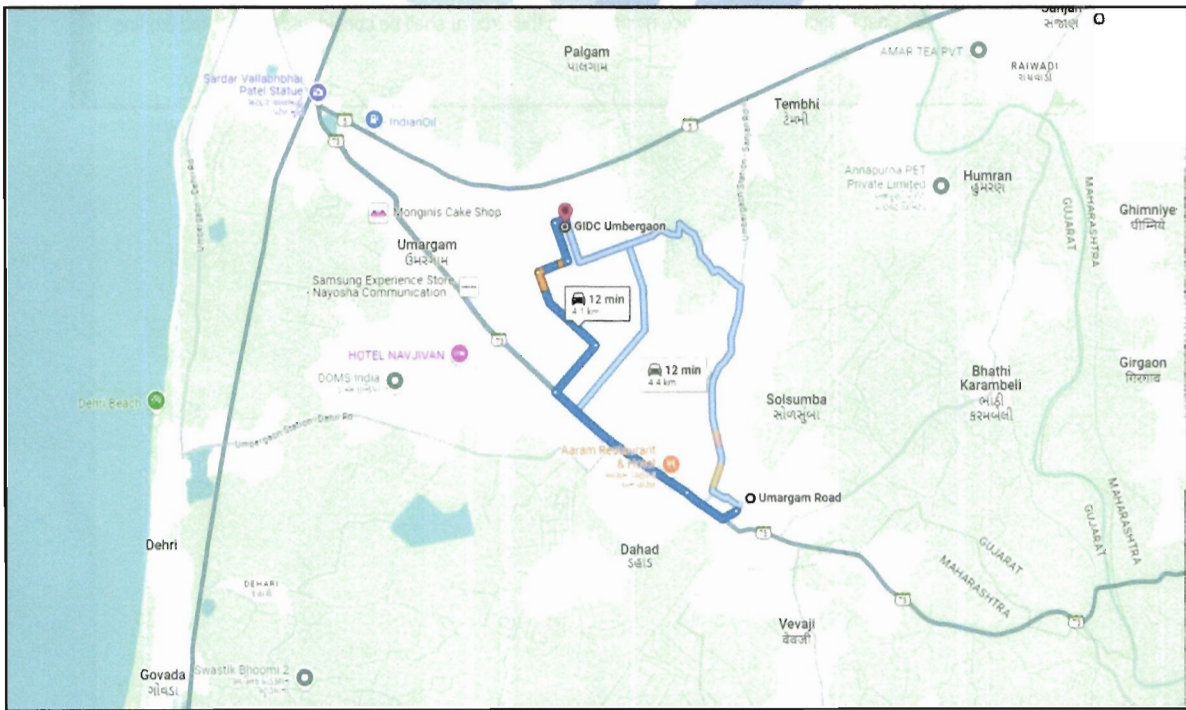 Sanjan
સંજાણ
Palgam
પાલગામ
AMAR TEA PVT
RAIWADI
રાયવાડી
Sardar Vallabhbhai
Patel Statue
IndianOil
Tembhi
ટેમ્ભી
Annapurna PET
Private Limited
Humran
હુમરણ
MAHARASHTRA
GUJARAT
Ghimniye
Monginis Cake Shop
GIDC Umbergaon
Umargam
ઉમરગામ
Samsung Experience Store
- Nayosha Communication
12 min
4.1 km
HOTEL NAVJIVAN
DOMS India
12 min
4.4 km
Dehri Beach
Umbergaon Station - Dehri Rd
Solsumba
સોળસુંબા
Bhathi
Karambeli
ભાઠી
કરમબેલી
Girgaon
गिरगाव
Aaram Restaurant
& Hotel
Umargam Road
Dehri
Dahad
ડહાડ
GUJARAT
MAHARASHTRA
MAHARASHTRA
GUJARAT
DEHARI
Vevaji
वेवजी
Govada
ગોવડા
Swastik Bhoomi 2